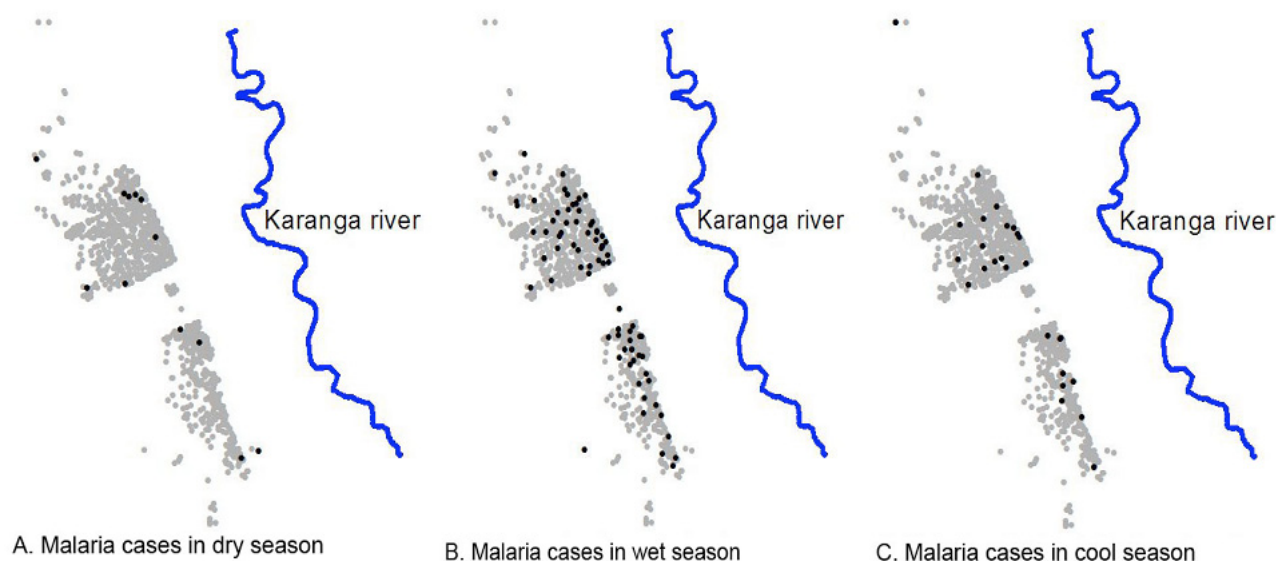 Karanga river
Karanga river
Karanga river
A. Malaria cases in dry season
B. Malaria cases in wet season
C. Malaria cases in cool season